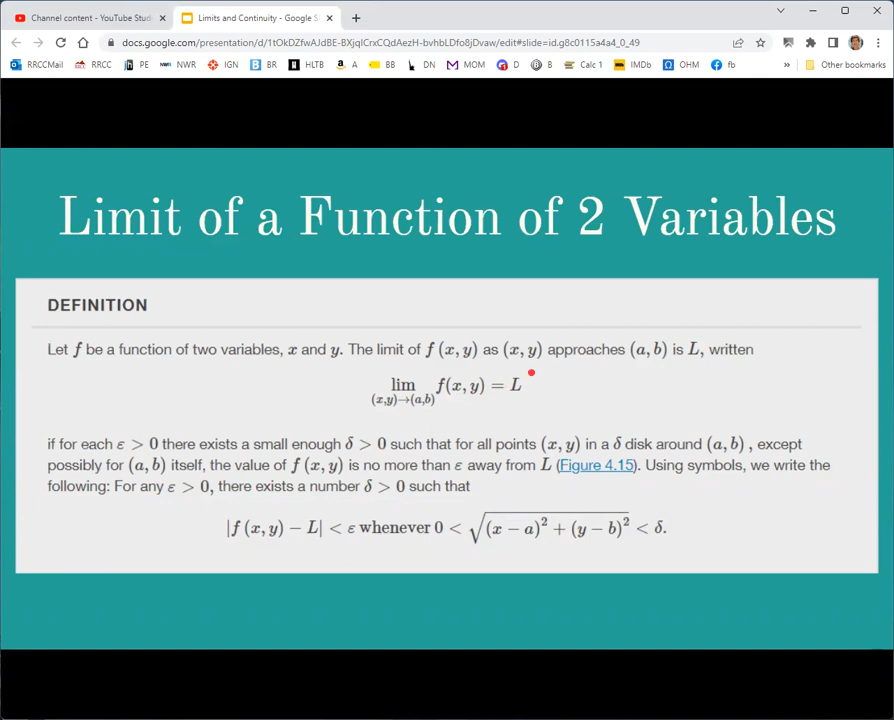 Channel content - YouTube Stud
Limits and Continuity - Google S
docs.google.com/presentation/d/1tOkDZfwAJdBE-BXjqICrxCQdAezH-bvhbLDfo8jDvaw/edit#slide=id.g8c0115a4a4_0_49
RRCCMail RRCC PE NWR IGN BR HLTB A BB DN MOM D B Calc 1 IMDb OHM fb » Other bookmarks
Limit of a Function of 2 Variables
DEFINITION
Let f be a function of two variables, x and y. The limit of f (x, y) as (x, y) approaches (a, b) is L, written
lim (x,y)→(a,b) f(x, y) = L
if for each ε > 0 there exists a small enough δ > 0 such that for all points (x, y) in a δ disk around (a, b) , except
possibly for (a, b) itself, the value of f (x, y) is no more than ε away from L (Figure 4.15). Using symbols, we write the
following: For any ε > 0, there exists a number δ > 0 such that
|f (x, y) − L| < ε whenever 0 < √(x − a)² + (y − b)² < δ.